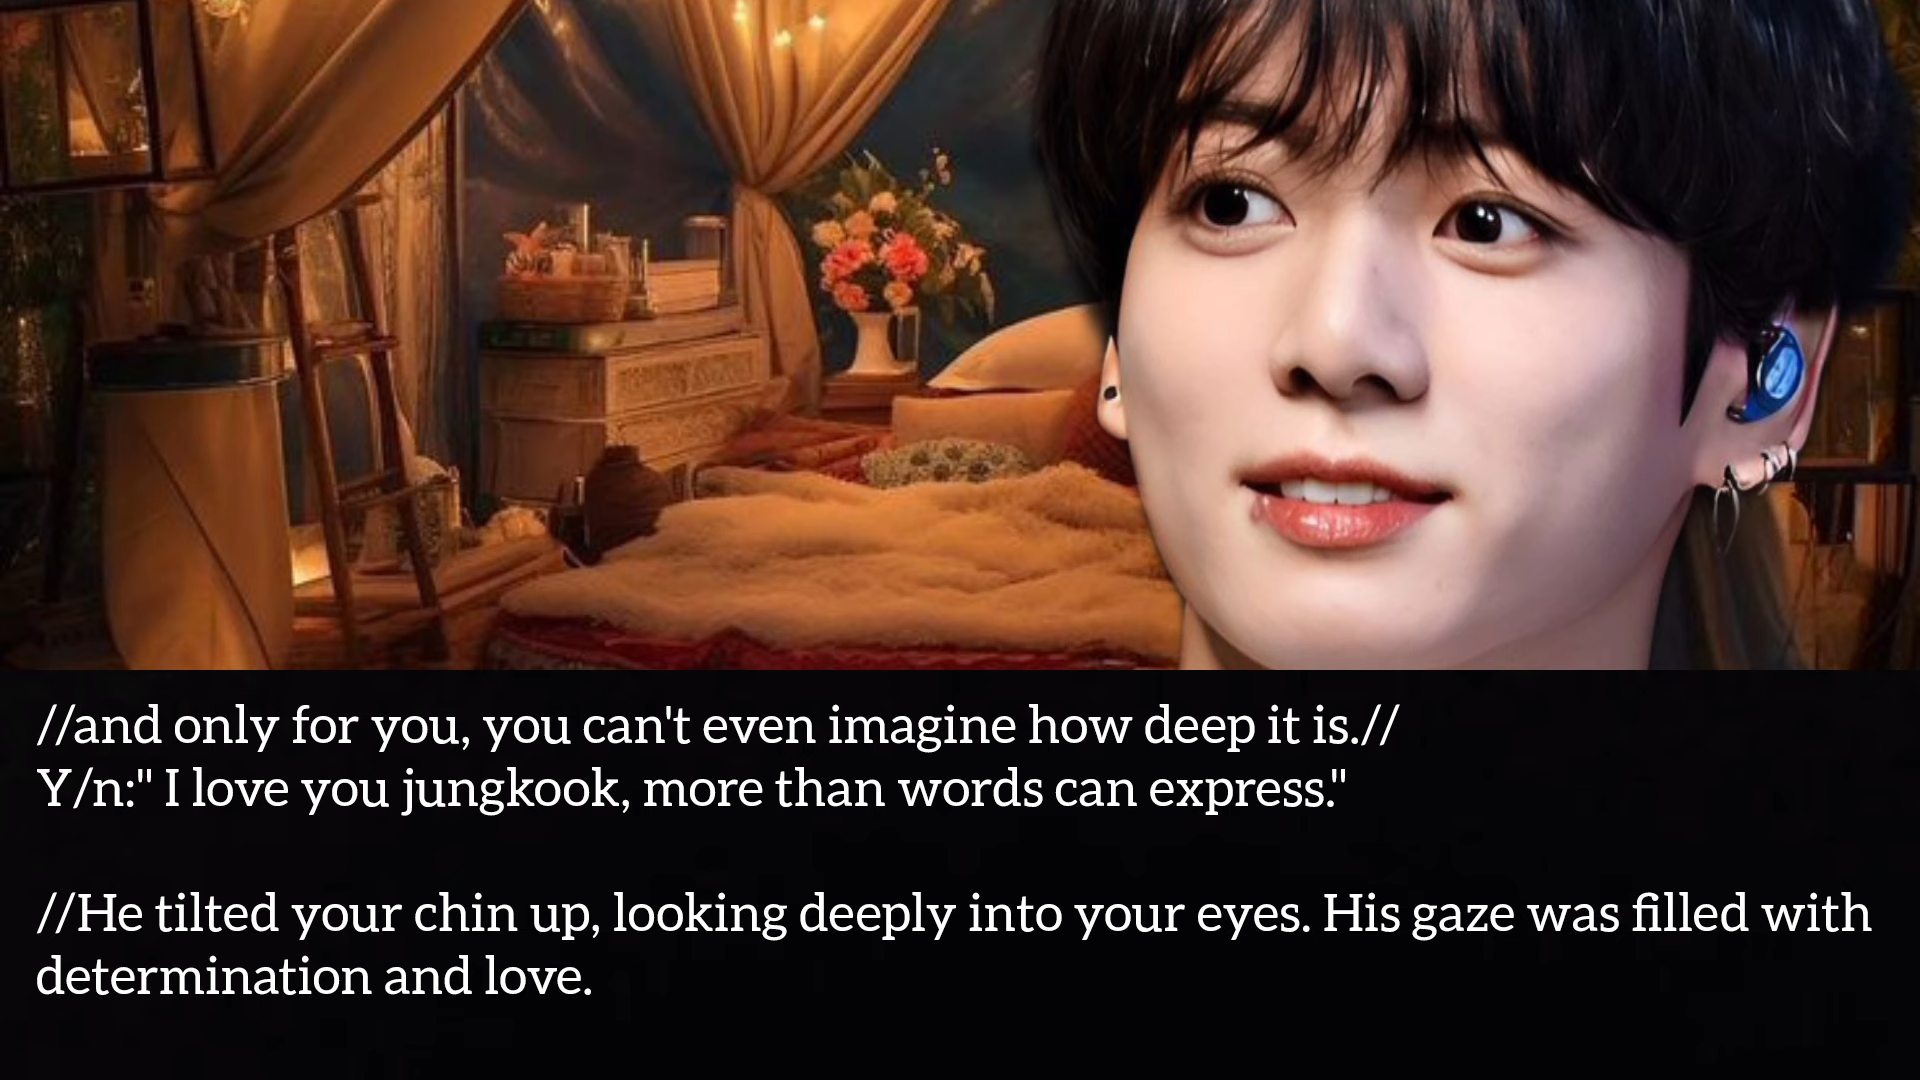 //and only for you, you can't even imagine how deep it is.//
Y/n:" I love you jungkook, more than words can express."
//He tilted your chin up, looking deeply into your eyes. His gaze was filled with
determination and love.